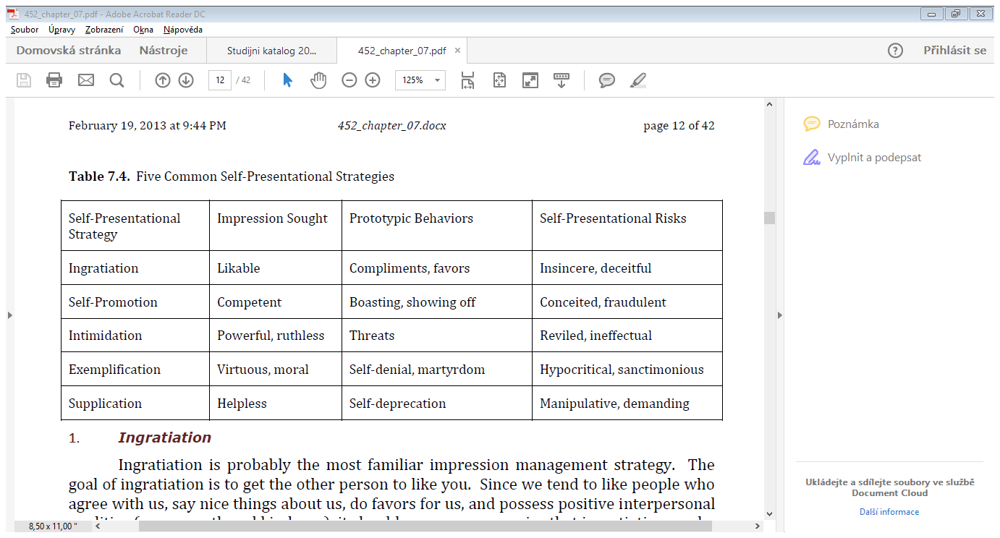 452_chapter_07.pdf - Adobe Acrobat Reader DC
Soubor Úpravy Zobrazení Okna Nápověda
Domovská stránka Nástroje Studijni katalog 20... 452_chapter_07.pdf × ? Přihlásit se
12 / 42 125%
February 19, 2013 at 9:44 PM 452_chapter_07.docx page 12 of 42
Table 7.4. Five Common Self-Presentational Strategies
Self-Presentational Strategy Impression Sought Prototypic Behaviors Self-Presentational Risks
Ingratiation Likable Compliments, favors Insincere, deceitful
Self-Promotion Competent Boasting, showing off Conceited, fraudulent
Intimidation Powerful, ruthless Threats Reviled, ineffectual
Exemplification Virtuous, moral Self-denial, martyrdom Hypocritical, sanctimonious
Supplication Helpless Self-deprecation Manipulative, demanding
1. Ingratiation
Ingratiation is probably the most familiar impression management strategy. The
goal of ingratiation is to get the other person to like you. Since we tend to like people who
agree with us, say nice things about us, do favors for us, and possess positive interpersonal
8,50 x 11,00 "
Poznámka
Vyplnit a podepsat
Ukládejte a sdílejte soubory ve službě
Document Cloud
Další informace